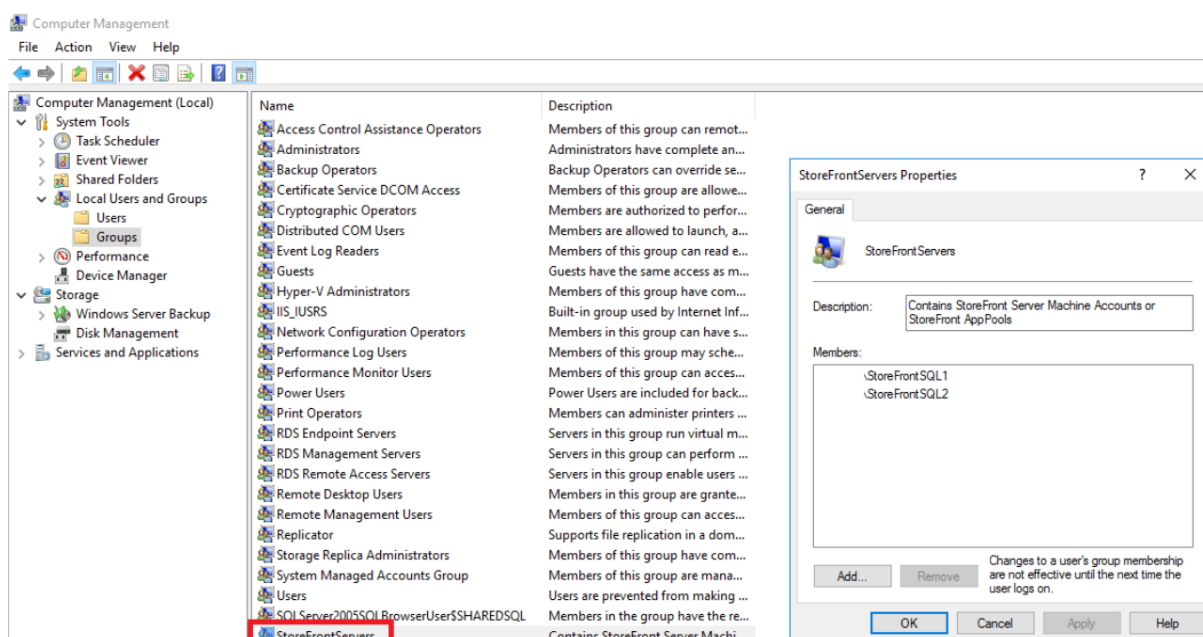 Computer Management
File Action View Help
Computer Management (Local)
System Tools
Task Scheduler
Event Viewer
Shared Folders
Local Users and Groups
Users
Groups
Performance
Device Manager
Storage
Windows Server Backup
Disk Management
Services and Applications
Name Description
Access Control Assistance Operators Members of this group can remot...
Administrators Administrators have complete an...
Backup Operators Backup Operators can override se...
Certificate Service DCOM Access Members of this group are allowe...
Cryptographic Operators Members are authorized to perfor...
Distributed COM Users Members are allowed to launch, a...
Event Log Readers Members of this group can read e...
Guests Guests have the same access as m...
Hyper-V Administrators Members of this group have com...
IIS_IUSRS Built-in group used by Internet Inf...
Network Configuration Operators Members in this group can have s...
Performance Log Users Members of this group may sche...
Performance Monitor Users Members of this group can acces...
Power Users Power Users are included for back...
Print Operators Members can administer printers ...
RDS Endpoint Servers Servers in this group run virtual m...
RDS Management Servers Servers in this group can perform ...
RDS Remote Access Servers Servers in this group enable users ...
Remote Desktop Users Members in this group are grante...
Remote Management Users Members of this group can acces...
Replicator Supports file replication in a dom...
Storage Replica Administrators Members of this group have com...
System Managed Accounts Group Members of this group are mana...
Users Users are prevented from making ...
SQLServer2005SQLBrowserUser$SHAREDSQL Members in the group have the re...
StoreFrontServers Contains StoreFront Server Machi...
StoreFrontServers Properties ? X
General
StoreFrontServers
Description: Contains StoreFront Server Machine Accounts or
StoreFront AppPools
Members:
\StoreFrontSQL1
\StoreFrontSQL2
Add... Remove
Changes to a user's group membership
are not effective until the next time the
user logs on.
OK Cancel Apply Help